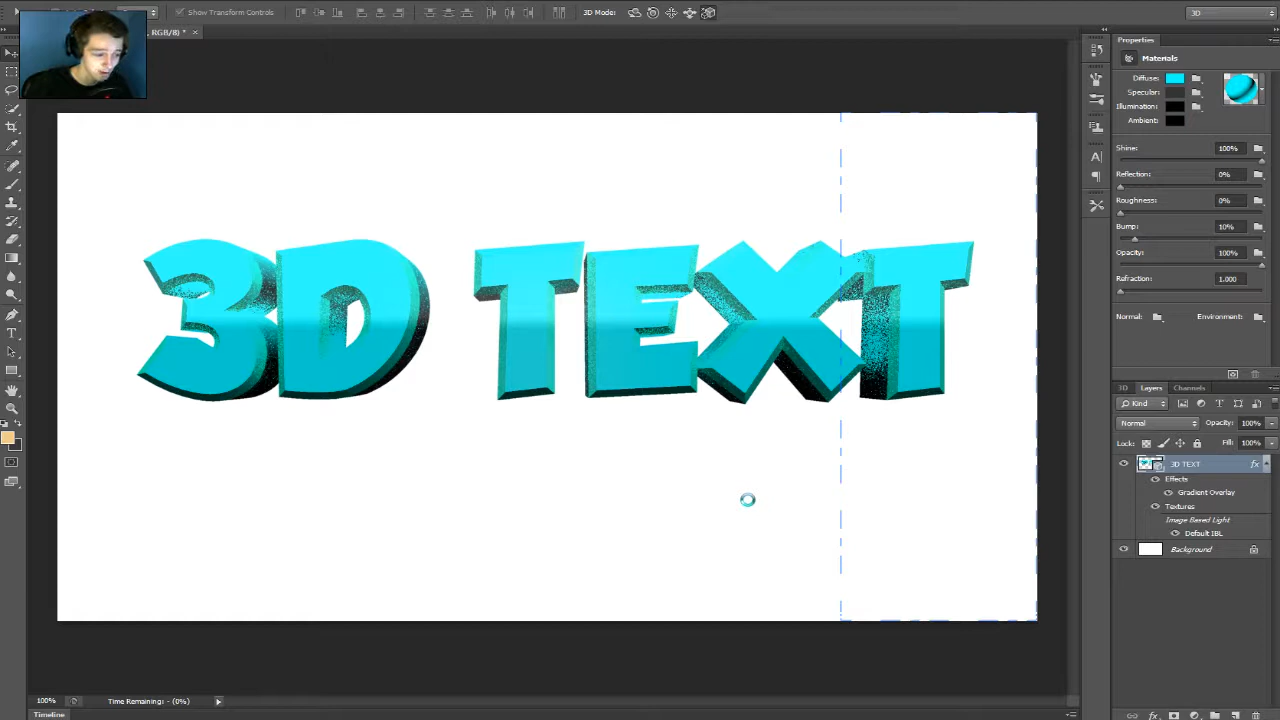 Show Transform Controls
3D Mode:
3D
RGB/8) *
Properties
Materials
Diffuse:
Specular:
Illumination:
Ambient:
Shine:
100%
Reflection:
0%
Roughness:
0%
Bump:
10%
Opacity:
100%
Refraction:
1.000
Normal:
Environment:
3D TEXT
3D
Layers
Channels
Kind
Normal
Opacity:
100%
Lock:
Fill:
100%
3D TEXT
fx
Effects
Gradient Overlay
Textures
Image Based Light
Default IBL
Background
100%
Time Remaining: - (0%)
Timeline